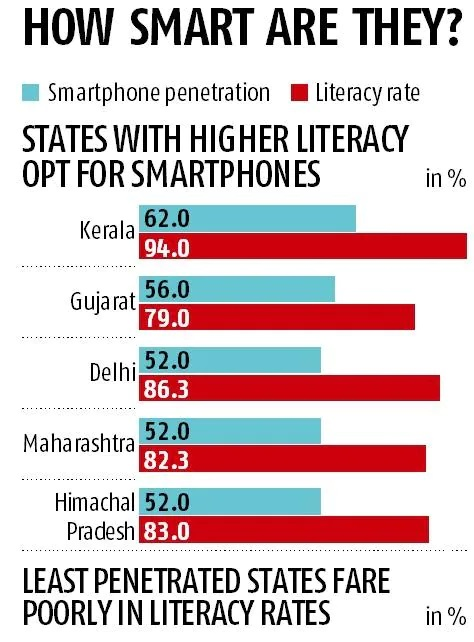 HOW SMART ARE THEY?
Smartphone penetration Literacy rate
STATES WITH HIGHER LITERACY
OPT FOR SMARTPHONES in %
Kerala 62.0
94.0
Gujarat 56.0
79.0
Delhi 52.0
86.3
Maharashtra 52.0
82.3
Himachal 52.0
Pradesh 83.0
LEAST PENETRATED STATES FARE
POORLY IN LITERACY RATES in %